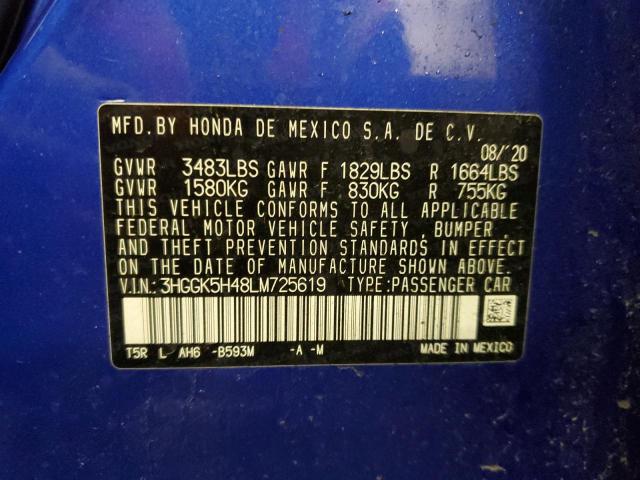 MFD.BY HONDA DE MEXICO S.A. DE C.V.
08/'20
GVWR 3483LBS GAWR F 1829LBS R 1664LBS
GVWR 1580KG GAWR F 830KG R 755KG
THIS VEHICLE CONFORMS TO ALL APPLICABLE
FEDERAL MOTOR VEHICLE SAFETY , BUMPER ,
AND THEFT PREVENTION STANDARDS IN EFFECT
ON THE DATE OF MANUFACTURE SHOWN ABOVE.
V.I.N.:3HGGK5H48LM725619 TYPE:PASSENGER CAR
T5R L AH6 -B593M -A -M MADE IN MEXICO